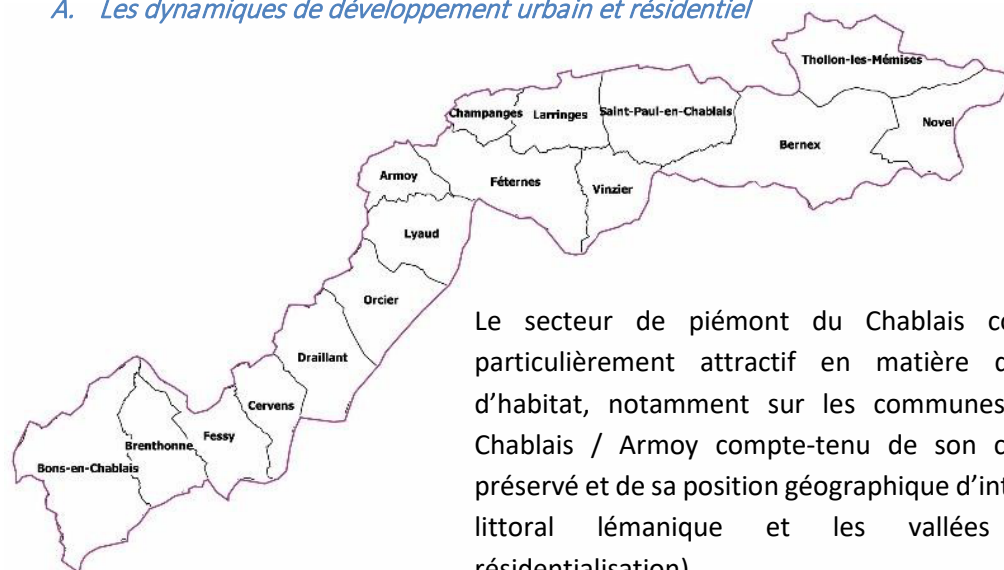 A. Les dynamiques de développement urbain et résidentiel
Thollon-les-Mémises
Champanges
Larringes
Saint-Paul-en-Chablais
Novel
Bernex
Armoy
Féternes
Vinzier
Lyaud
Orcier
Draillant
Cervens
Fessy
Brenthonne
Bons-en-Chablais
Le secteur de piémont du Chablais
particulièrement attractif en matière
d'habitat, notamment sur les communes
Chablais / Armoy compte-tenu de son
préservé et de sa position géographique
littoral lémanique et les vallées
résidentialisation)